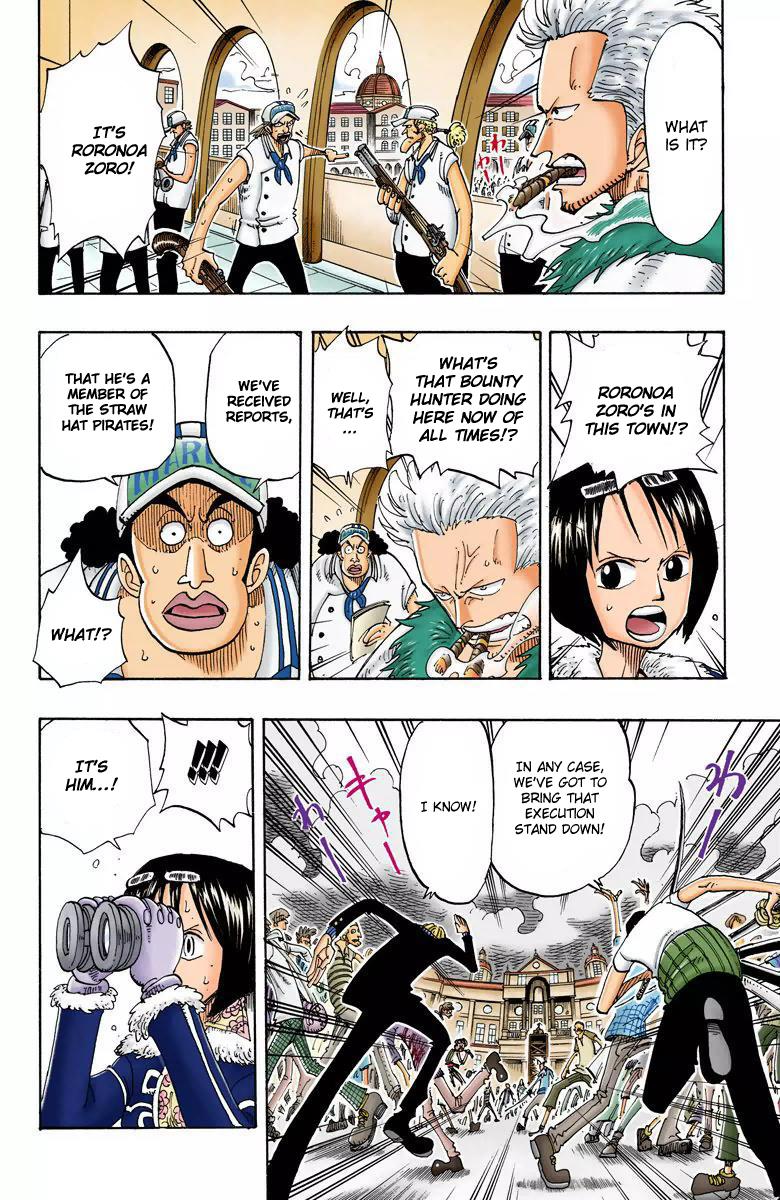 WHAT
IS IT?
わー
IT'S
RORONOA
ZORO!
RORONOA
ZORO'S IN
THIS TOWN!?
WHAT'S
THAT BOUNTY
HUNTER DOING
HERE NOW OF
ALL TIMES!?
WELL,
THAT'S
...
WE'VE
RECEIVED
REPORTS,
THAT HE'S A
MEMBER OF
THE STRAW
HAT PIRATES!
MARINE
WHAT!?
!!!
IT'S
HIM...!
IN ANY CASE,
WE'VE GOT TO
BRING THAT
EXECUTION
STAND DOWN!
I KNOW!
わー
キャー
わー